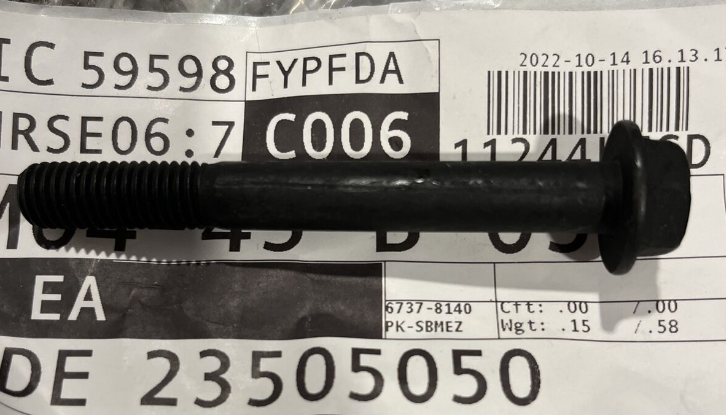 IC 59598 FYPFDA
2022-10-14 16.13.1
RSE06:7 C006
EA
6737-8140 Cft: .00 /.00
PK-SBMEZ Wgt: .15 /.58
DE 23505050